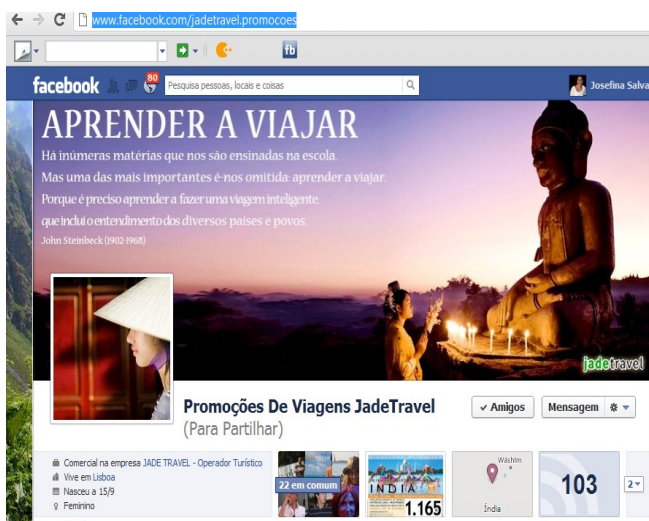 www.facebook.com/jadetravel.promocoes
fb
facebook
80
Pesquisa pessoas, locais e coisas
Josefina Salva
APRENDER A VIAJAR
Há inúmeras matérias que nos são ensinadas na escola.
Mas uma das mais importantes é-nos omitida: aprender a viajar.
Porque é preciso aprender a fazer uma viagem inteligente,
que inclui o entendimento dos diversos países e povos.
John Steinbeck (1902-1968)
jadetravel
Promoções De Viagens JadeTravel
(Para Partilhar)
Amigos
Mensagem
Comercial na empresa JADE TRAVEL - Operador Turístico
Vive em Lisboa
Nasceu a 15/9
Feminino
22 em comum
INDIA
1.165
Wāshīm
Índia
103
2